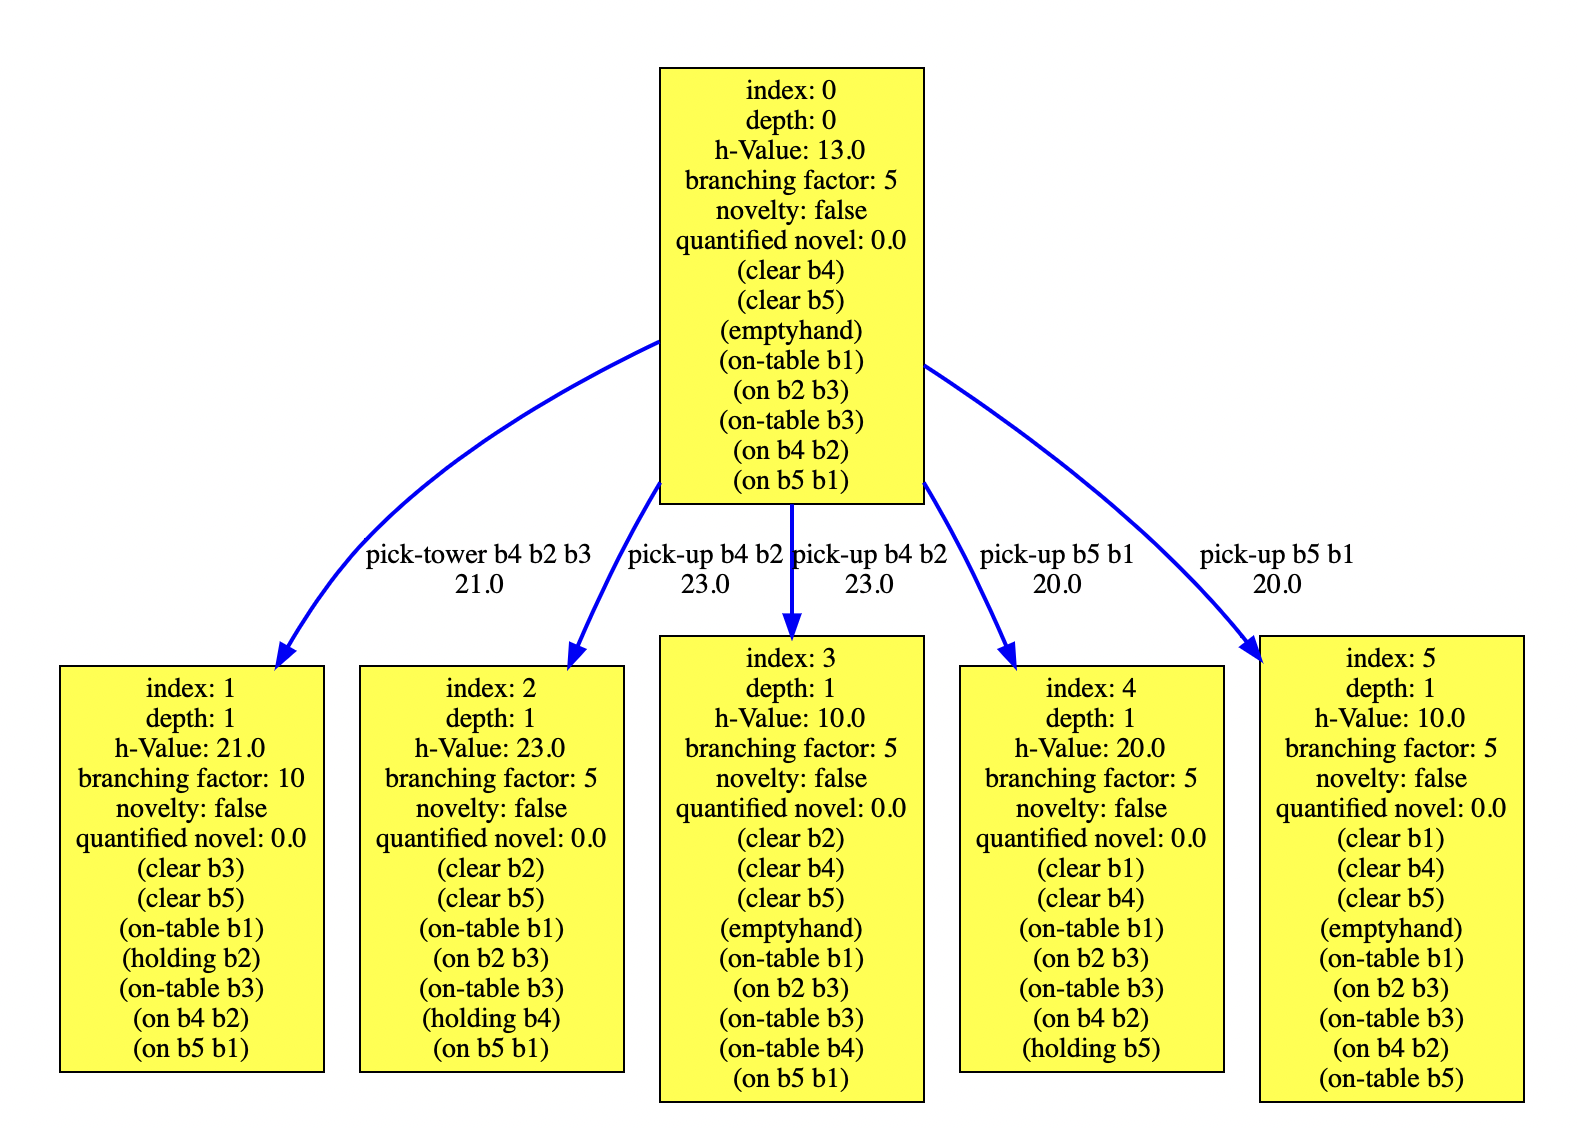 index: 0
depth: 0
h-Value: 13.0
branching factor: 5
novelty: false
quantified novel: 0.0
(clear b4)
(clear b5)
(emptyhand)
(on-table b1)
(on b2 b3)
(on-table b3)
(on b4 b2)
(on b5 b1)
pick-tower b4 b2 b3
21.0
pick-up b4 b2
23.0
pick-up b4 b2
23.0
pick-up b5 b1
20.0
pick-up b5 b1
20.0
index: 1
depth: 1
h-Value: 21.0
branching factor: 10
novelty: false
quantified novel: 0.0
(clear b3)
(clear b5)
(on-table b1)
(holding b2)
(on-table b3)
(on b4 b2)
(on b5 b1)
index: 2
depth: 1
h-Value: 23.0
branching factor: 5
novelty: false
quantified novel: 0.0
(clear b2)
(clear b5)
(on-table b1)
(on b2 b3)
(on-table b3)
(holding b4)
(on b5 b1)
index: 3
depth: 1
h-Value: 10.0
branching factor: 5
novelty: false
quantified novel: 0.0
(clear b2)
(clear b4)
(clear b5)
(emptyhand)
(on-table b1)
(on b2 b3)
(on-table b3)
(on-table b4)
(on b5 b1)
index: 4
depth: 1
h-Value: 20.0
branching factor: 5
novelty: false
quantified novel: 0.0
(clear b1)
(clear b4)
(on-table b1)
(on b2 b3)
(on-table b3)
(on b4 b2)
(holding b5)
index: 5
depth: 1
h-Value: 10.0
branching factor: 5
novelty: false
quantified novel: 0.0
(clear b1)
(clear b4)
(clear b5)
(emptyhand)
(on-table b1)
(on b2 b3)
(on-table b3)
(on b4 b2)
(on-table b5)